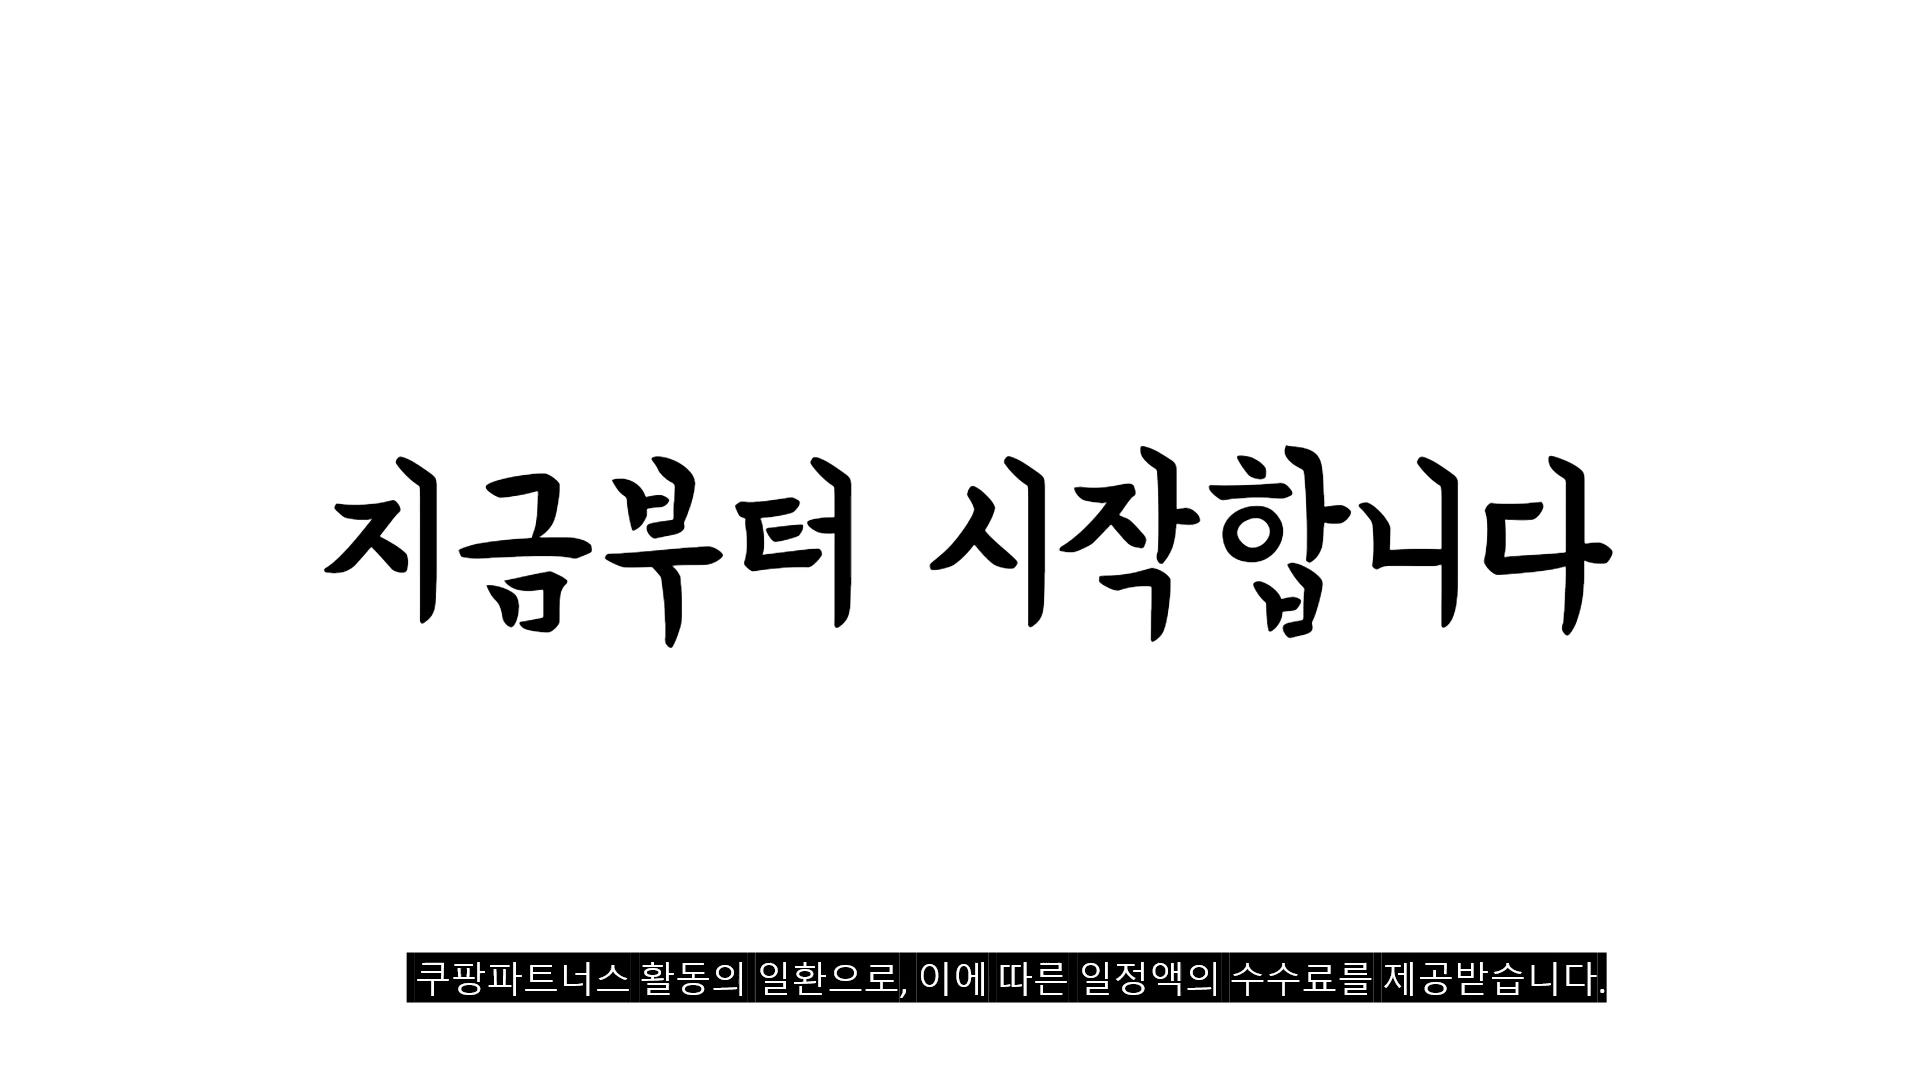 지금부터 시작합니다
쿠팡파트너스 활동의 일환으로, 이에 따른 일정액의 수수료를 제공받습니다.